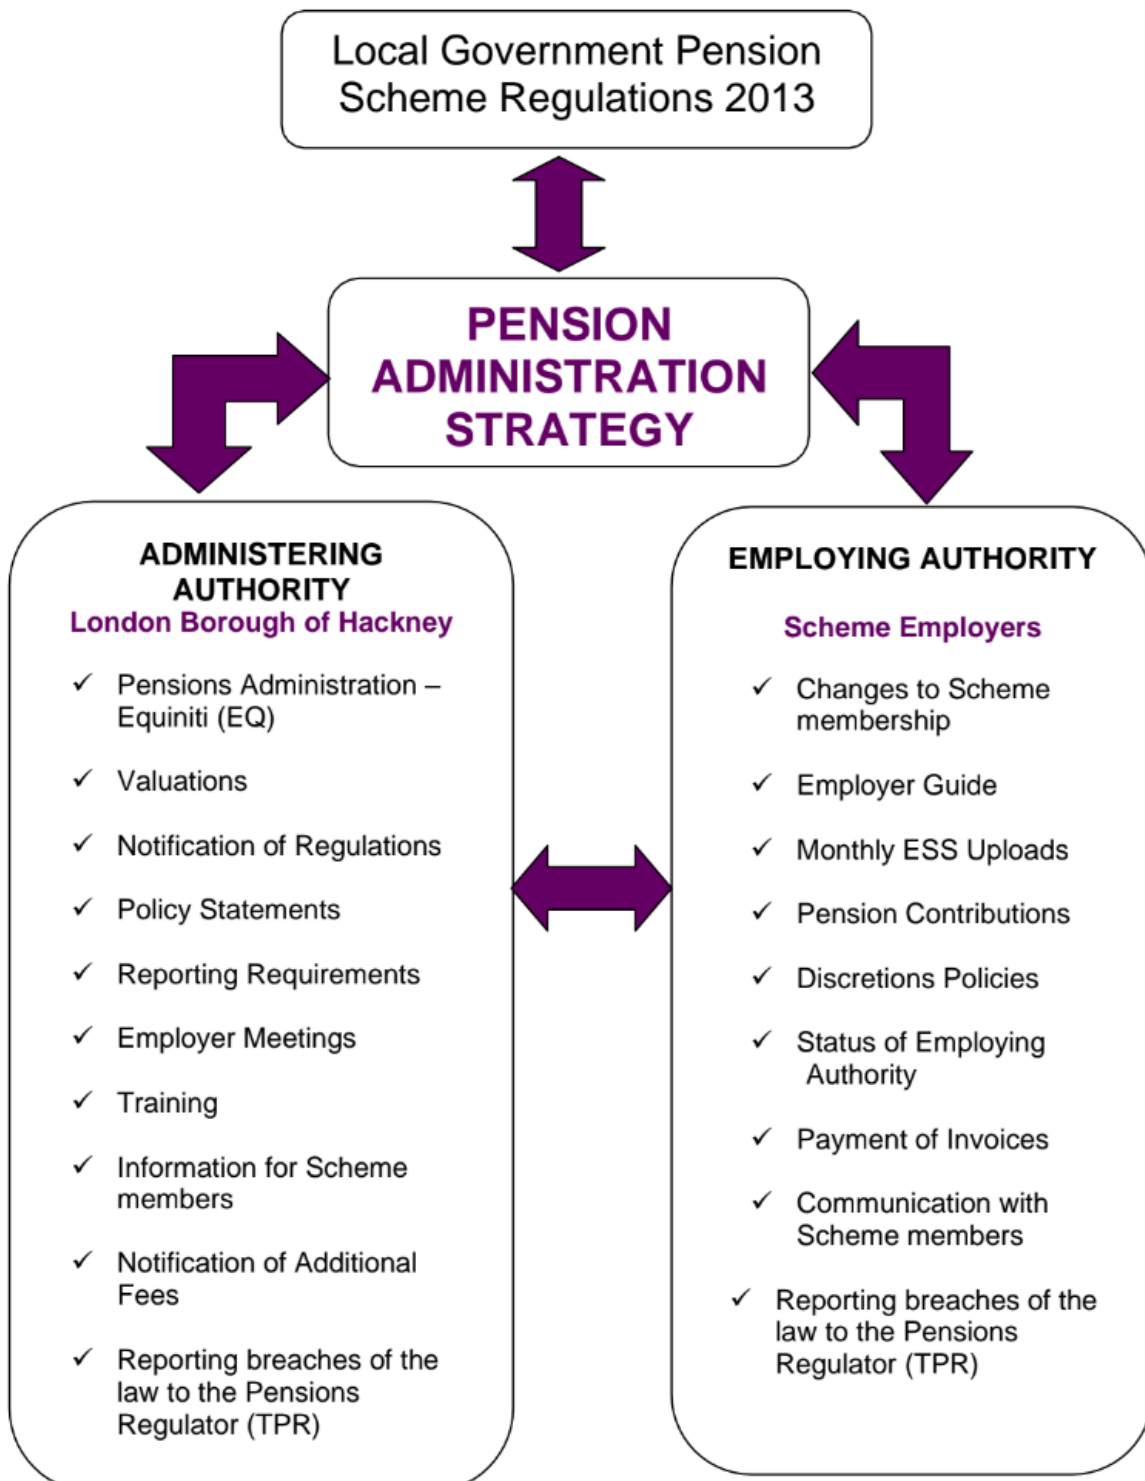 Local Government Pension
Scheme Regulations 2013
PENSION
ADMINISTRATION
STRATEGY
ADMINISTERING
AUTHORITY
London Borough of Hackney
✓ Pensions Administration –
Equiniti (EQ)
✓ Valuations
✓ Notification of Regulations
✓ Policy Statements
✓ Reporting Requirements
✓ Employer Meetings
✓ Training
✓ Information for Scheme
members
✓ Notification of Additional
Fees
✓ Reporting breaches of the
law to the Pensions
Regulator (TPR)
EMPLOYING AUTHORITY
Scheme Employers
✓ Changes to Scheme
membership
✓ Employer Guide
✓ Monthly ESS Uploads
✓ Pension Contributions
✓ Discretions Policies
✓ Status of Employing
Authority
✓ Payment of Invoices
✓ Communication with
Scheme members
✓ Reporting breaches of the
law to the Pensions
Regulator (TPR)